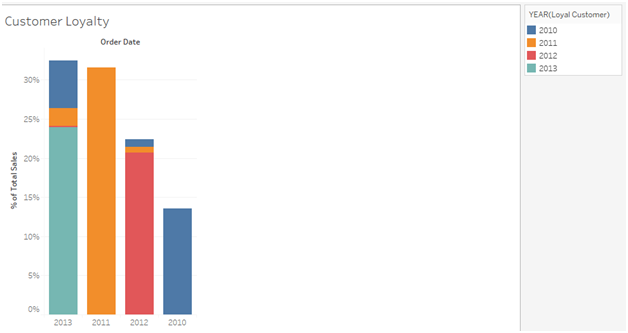 Customer Loyalty
Order Date
YEAR(Loyal Customer)
2010
2011
2012
2013
% of Total Sales
30%
25%
20%
15%
10%
5%
0%
2013 2011 2012 2010